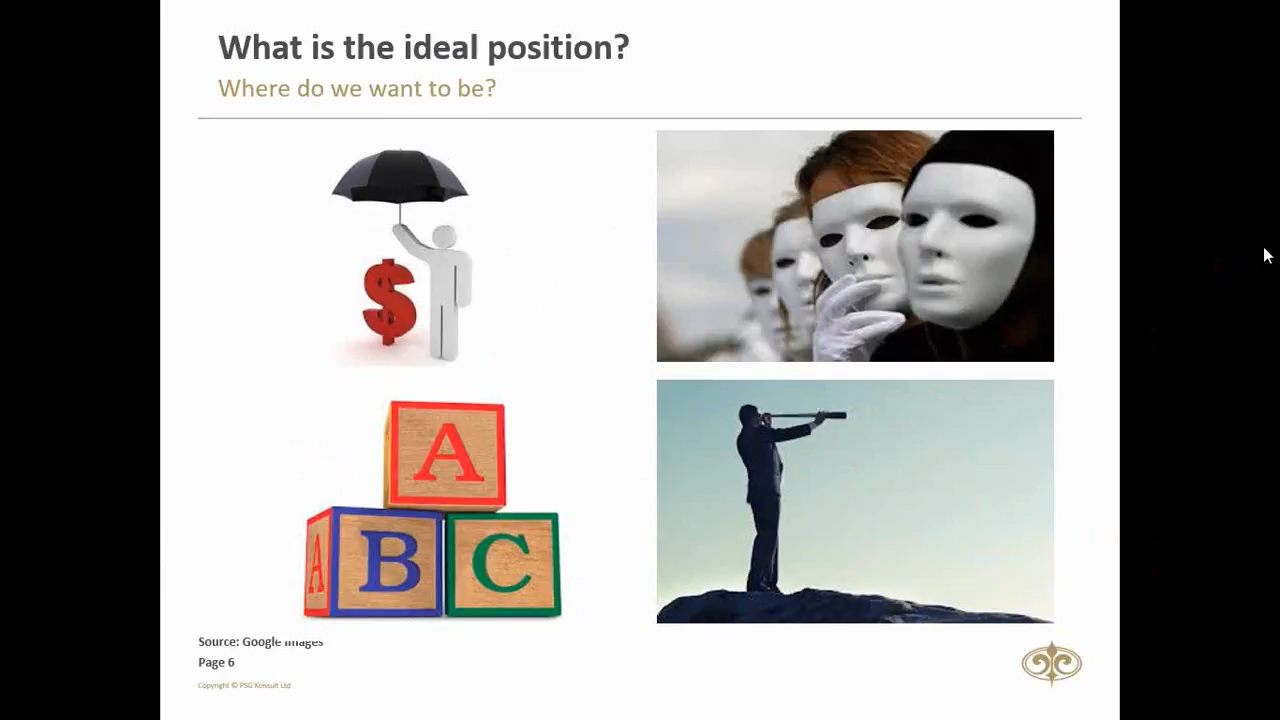 What is the ideal position?
Where do we want to be?
$
A
A B C
Source: Google Images
Page 6
Copyright © PSG Konsult Ltd